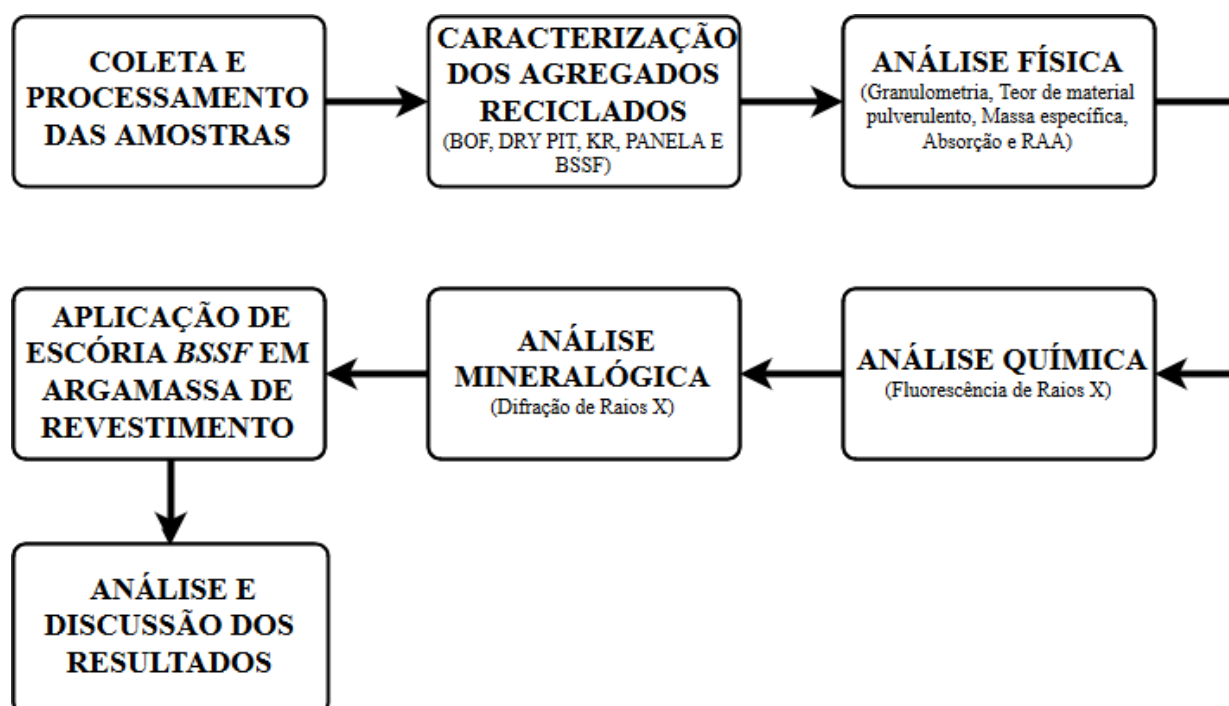 COLETA E
PROCESSAMENTO
DAS AMOSTRAS
CARACTERIZAÇÃO
DOS AGREGADOS
RECICLADOS
(BOF, DRY PIT, KR, PANELA E
BSSF)
ANÁLISE FÍSICA
(Granulometria, Teor de material
pulverulento, Massa específica,
Absorção e RAA)
ANÁLISE QUÍMICA
(Fluorescência de Raios X)
ANÁLISE
MINERALÓGICA
(Difração de Raios X)
APLICAÇÃO DE
ESCÓRIA BSSF EM
ARGAMASSA DE
REVESTIMENTO
ANÁLISE E
DISCUSSÃO DOS
RESULTADOS